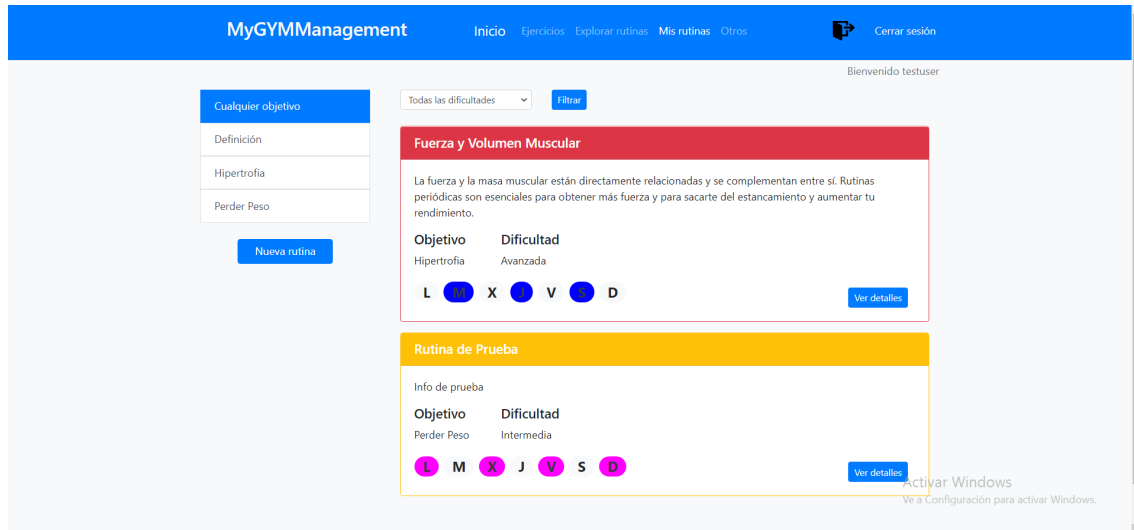 MyGYMManagement Inicio Ejercicios Explorar rutinas Mis rutinas Otros Cerrar sesión
Bienvenido testuser
Cualquier objetivo
Definición
Hipertrofia
Perder Peso
Nueva rutina
Todas las dificultades Filtrar
Fuerza y Volumen Muscular
La fuerza y la masa muscular están directamente relacionadas y se complementan entre sí. Rutinas
periódicas son esenciales para obtener más fuerza y para sacarte del estancamiento y aumentar tu
rendimiento.
Objetivo Dificultad
Hipertrofia Avanzada
L M X J V S D
Ver detalles
Rutina de Prueba
Info de prueba
Objetivo Dificultad
Perder Peso Intermedia
L M X J V S D
Ver detalles
Activar Windows
Ve a Configuración para activar Windows.